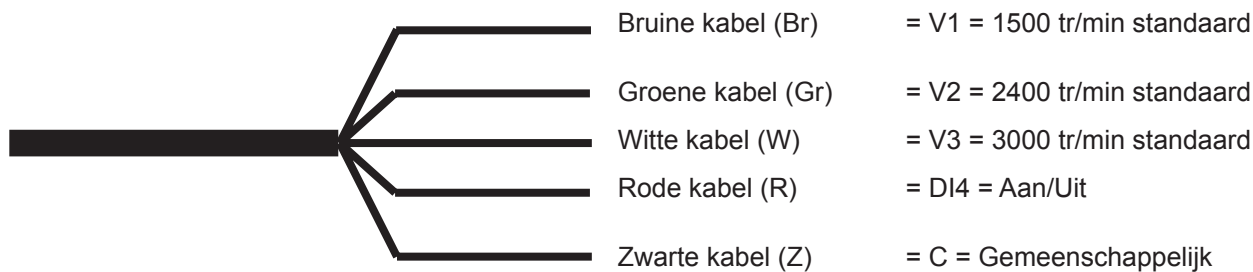 Bruine kabel (Br) = V1 = 1500 tr/min standaard
Groene kabel (Gr) = V2 = 2400 tr/min standaard
Witte kabel (W) = V3 = 3000 tr/min standaard
Rode kabel (R) = DI4 = Aan/Uit
Zwarte kabel (Z) = C = Gemeenschappelijk